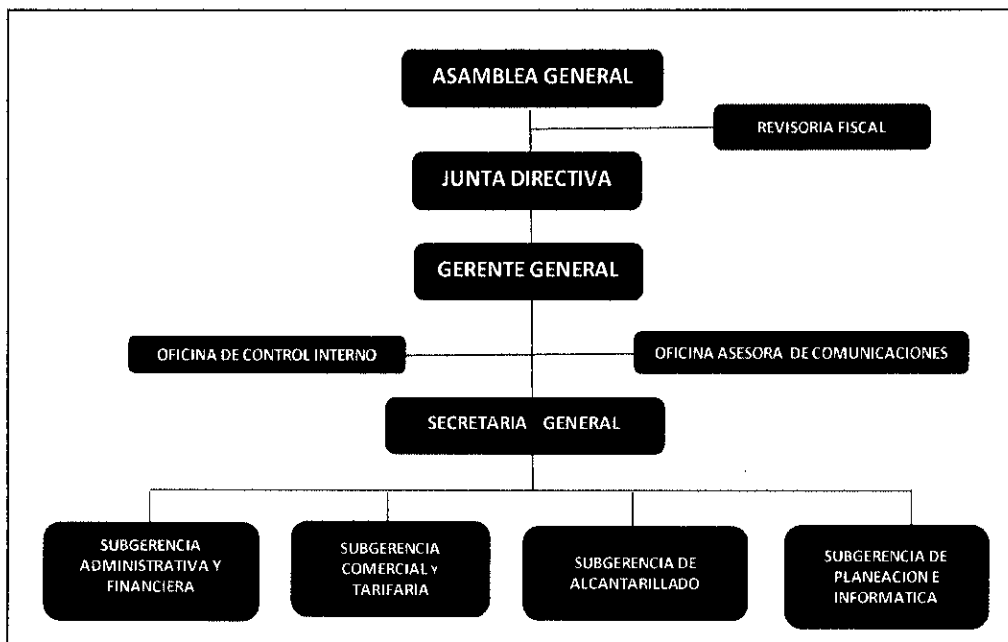 ASAMBLEA GENERAL
REVISORIA FISCAL
JUNTA DIRECTIVA
GERENTE GENERAL
OFICINA DE CONTROL INTERNO
OFICINA ASESORA DE COMUNICACIONES
SECRETARIA GENERAL
SUBGERENCIA
ADMINISTRATIVA Y
FINANCIERA
SUBGERENCIA
COMERCIAL Y
TARIFARIA
SUBGERENCIA DE
ALCANTARILLADO
SUBGERENCIA DE
PLANEACION E
INFORMATICA